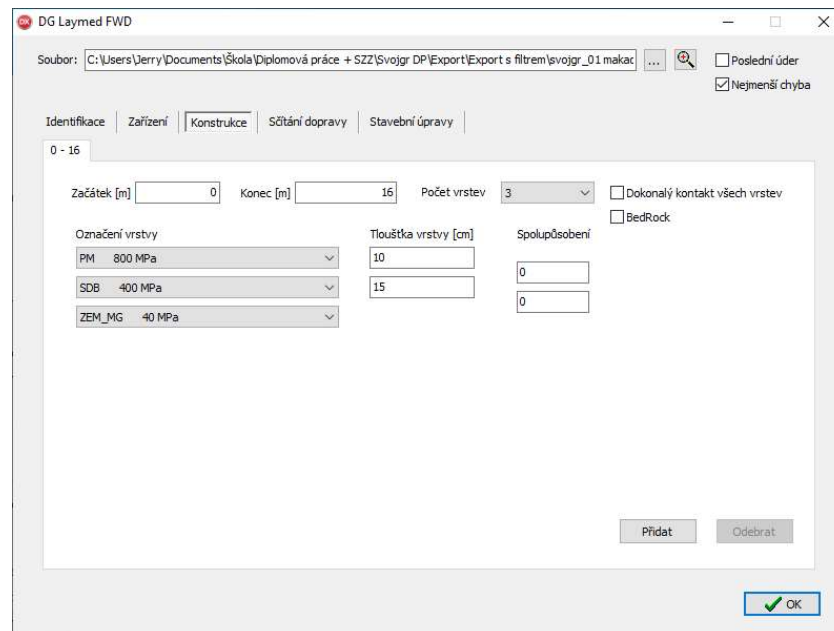 DG Laymed FWD
Soubor: C:\Users\Jerry\Documents\Škola\Diplomová práce + SZZ\Svojgr DP\Export\Export s filtrem\svojgr_01 makac ... Poslední úder
Nejmenší chyba
Identifikace Zařízení Konstrukce Sčítání dopravy Stavební úpravy
0 - 16
Začátek [m] 0 Konec [m] 16 Počet vrstev 3 Dokonalý kontakt všech vrstev
BedRock
Označení vrstvy Tloušťka vrstvy [cm] Spolupůsobení
PM 800 MPa 10
0
SDB 400 MPa 15
0
ZEM_MG 40 MPa
Přidat Odebrat
OK